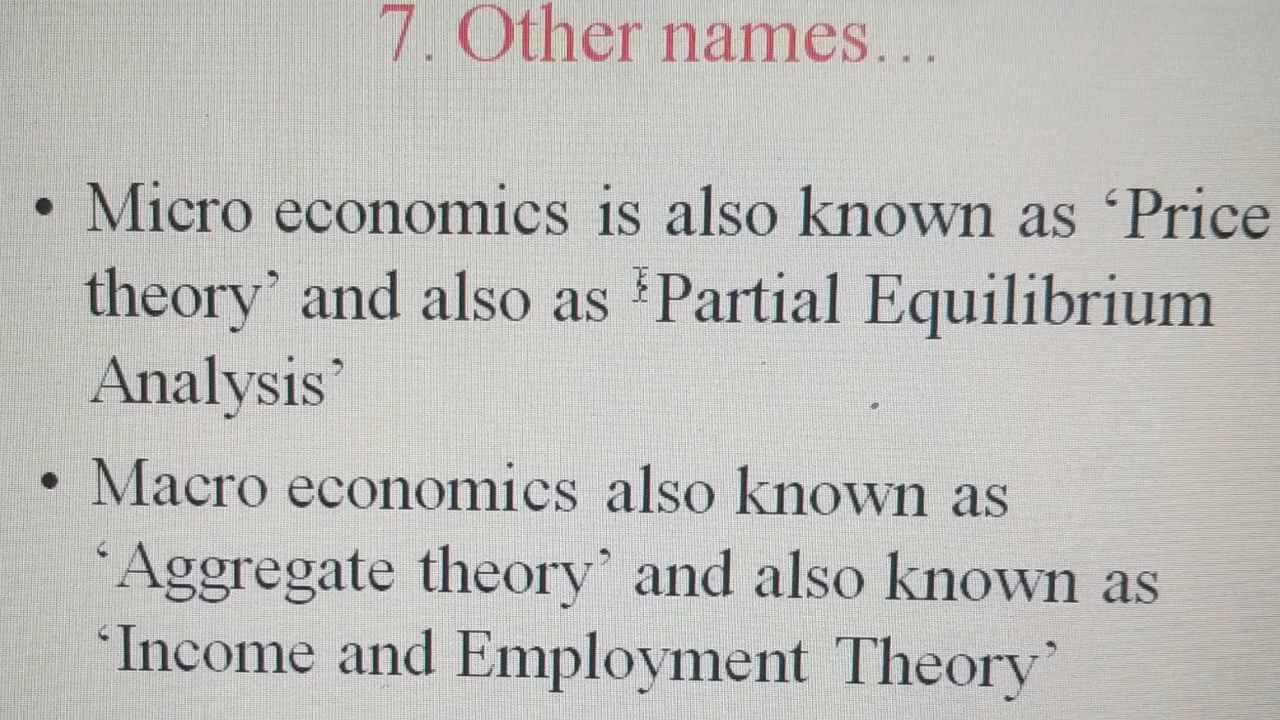 7. Other names...
• Micro economics is also known as ‘Price
theory’ and also as ‘Partial Equilibrium
Analysis’
• Macro economics also known as
‘Aggregate theory’ and also known as
‘Income and Employment Theory’